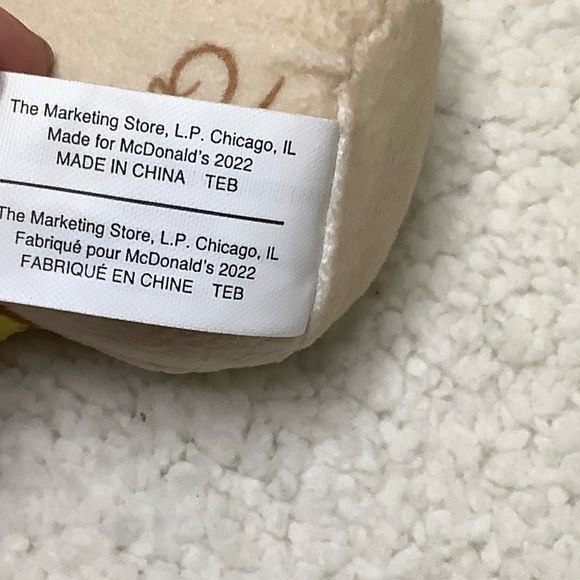 The Marketing Store, L.P. Chicago, IL
Made for McDonald's 2022
MADE IN CHINA TEB
The Marketing Store, L.P. Chicago, IL
Fabriqué pour McDonald's 2022
FABRIQUÉ EN CHINE TEB